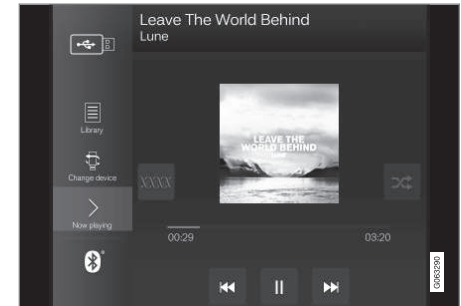 Leave The World Behind
Lune
Library
LEAVE THE
WORLD BEHIND
Change device
XXXX
Now playing
00:29
03:20
G063290